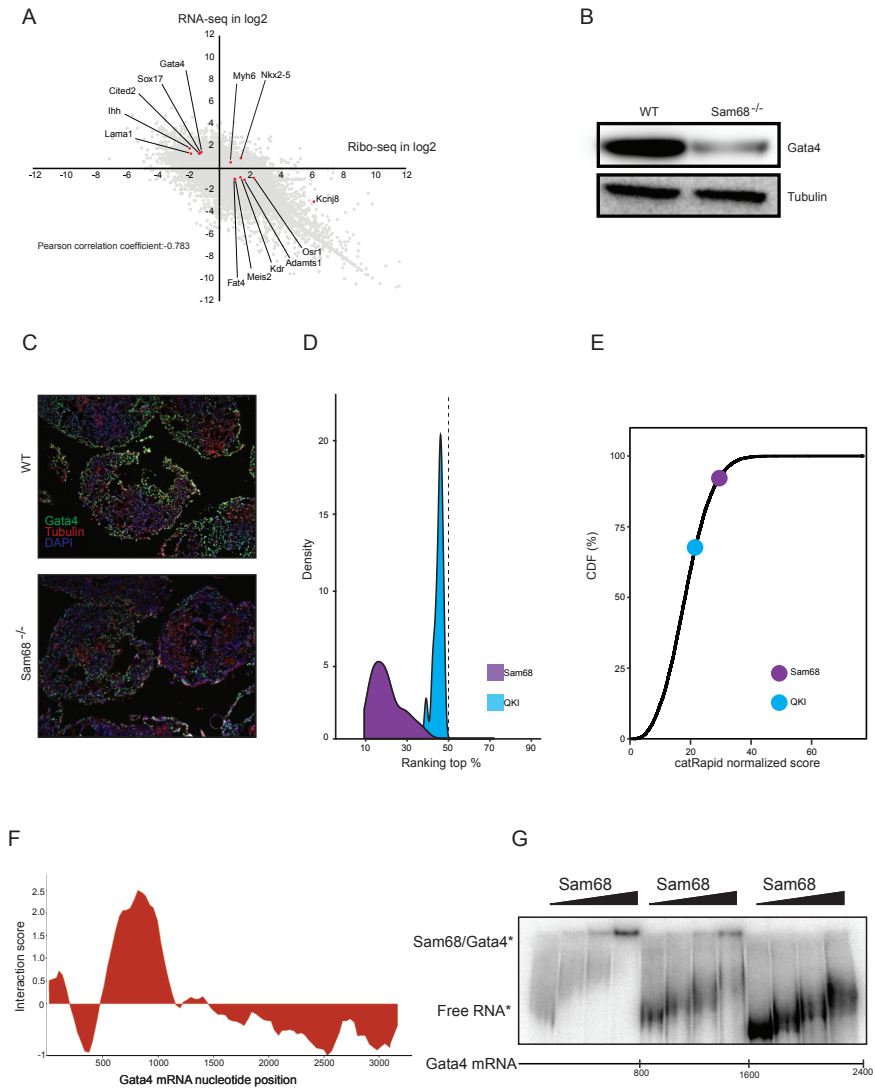 A
RNA-seq in log2
12
10
8
6
4
2
-2
-4
-6
-8
-10
-12
Gata4
Sox17
Cited2
Ihh
Lama1
Myh6
Nkx2-5
Ribo-seq in log2
-12 -10 -8 -6 -4 -2 2 4 6 8 10 12
Kcnj8
Osr1
Adamts1
Kdr
Meis2
Fat4
Pearson correlation coefficient:-0.783
B
WT Sam68-/-
Gata4
Tubulin
C
WT
Gata4
Tubulin
DAPI
Sam68 -/-
D
Density
20
15
10
5
0
10 30 50 70 90
Ranking top %
Sam68
QKI
E
CDF (%)
100
75
50
25
0
0 20 40 60
catRapid normalized score
Sam68
QKI
F
Interaction score
2.5
2.0
1.5
1.0
0.5
0
-1
500 1000 1500 2000 2500 3000
Gata4 mRNA nucleotide position
G
Sam68 Sam68 Sam68
Sam68/Gata4*
Free RNA*
Gata4 mRNA
800 1600 2400